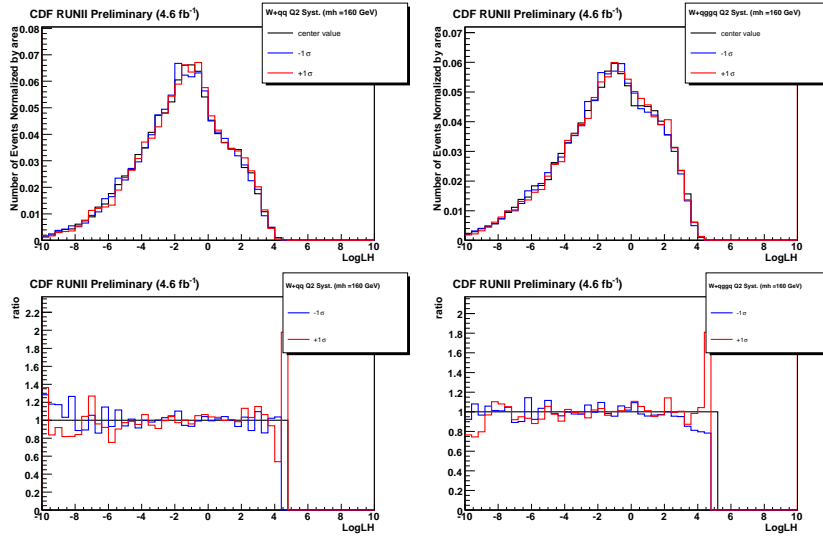 CDF RUNII Preliminary (4.6 fb-1)
W+qq Q2 Syst. (mh =160 GeV)
center value
-1σ
+1σ
Number of Events Normalized by area
0.08
0.07
0.06
0.05
0.04
0.03
0.02
0.01
0
-10 -8 -6 -4 -2 0 2 4 6 8 10
LogLH
CDF RUNII Preliminary (4.6 fb-1)
W+qgq Q2 Syst. (mh =160 GeV)
center value
-1σ
+1σ
Number of Events Normalized by area
0.07
0.06
0.05
0.04
0.03
0.02
0.01
0
-10 -8 -6 -4 -2 0 2 4 6 8 10
LogLH
CDF RUNII Preliminary (4.6 fb-1)
W+qq Q2 Syst. (mh =160 GeV)
-1σ
+1σ
ratio
2.2
2
1.8
1.6
1.4
1.2
1
0.8
0.6
0.4
0.2
0
-10 -8 -6 -4 -2 0 2 4 6 8 10
LogLH
CDF RUNII Preliminary (4.6 fb-1)
W+qggq Q2 Syst. (mh =160 GeV)
-1σ
+1σ
ratio
2
1.8
1.6
1.4
1.2
1
0.8
0.6
0.4
0.2
0
-10 -8 -6 -4 -2 0 2 4 6 8 10
LogLH